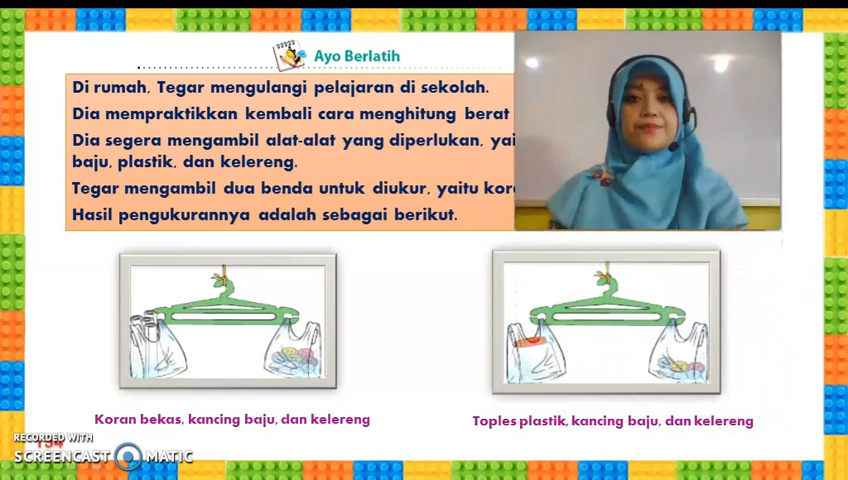 Ayo Berlatih
Di rumah, Tegar mengulangi pelajaran di sekolah.
Dia mempraktikkan kembali cara menghitung berat
Dia segera mengambil alat-alat yang diperlukan, yai
baju, plastik, dan kelereng.
Tegar mengambil dua benda untuk diukur, yaitu kor
Hasil pengukurannya adalah sebagai berikut.
Koran bekas, kancing baju, dan kelereng
Toples plastik, kancing baju, dan kelereng
RECORDED WITH
SCREENCAST MATIC